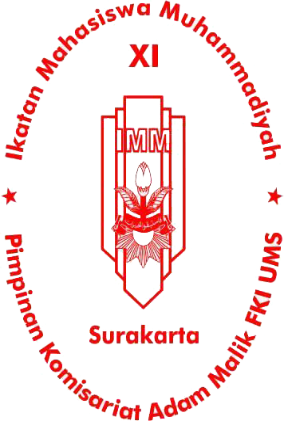 Ikatan Mahasiswa Muhammadiyah
XI
IMM
Surakarta
Pimpinan Komisariat Adam Malik FKI UMS